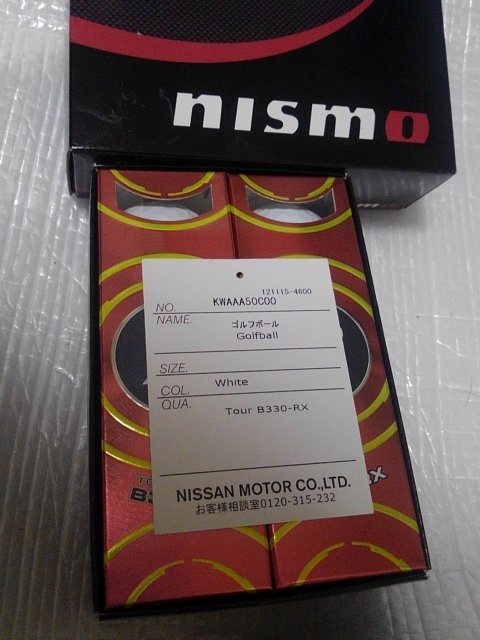 nismo
121115-4600
NO. KWAAA50C00
NAME. ゴルフボール
Golfball
SIZE.
COL. White
QUA. Tour B330-RX
NISSAN MOTOR CO.,LTD.
お客様相談室0120-315-232